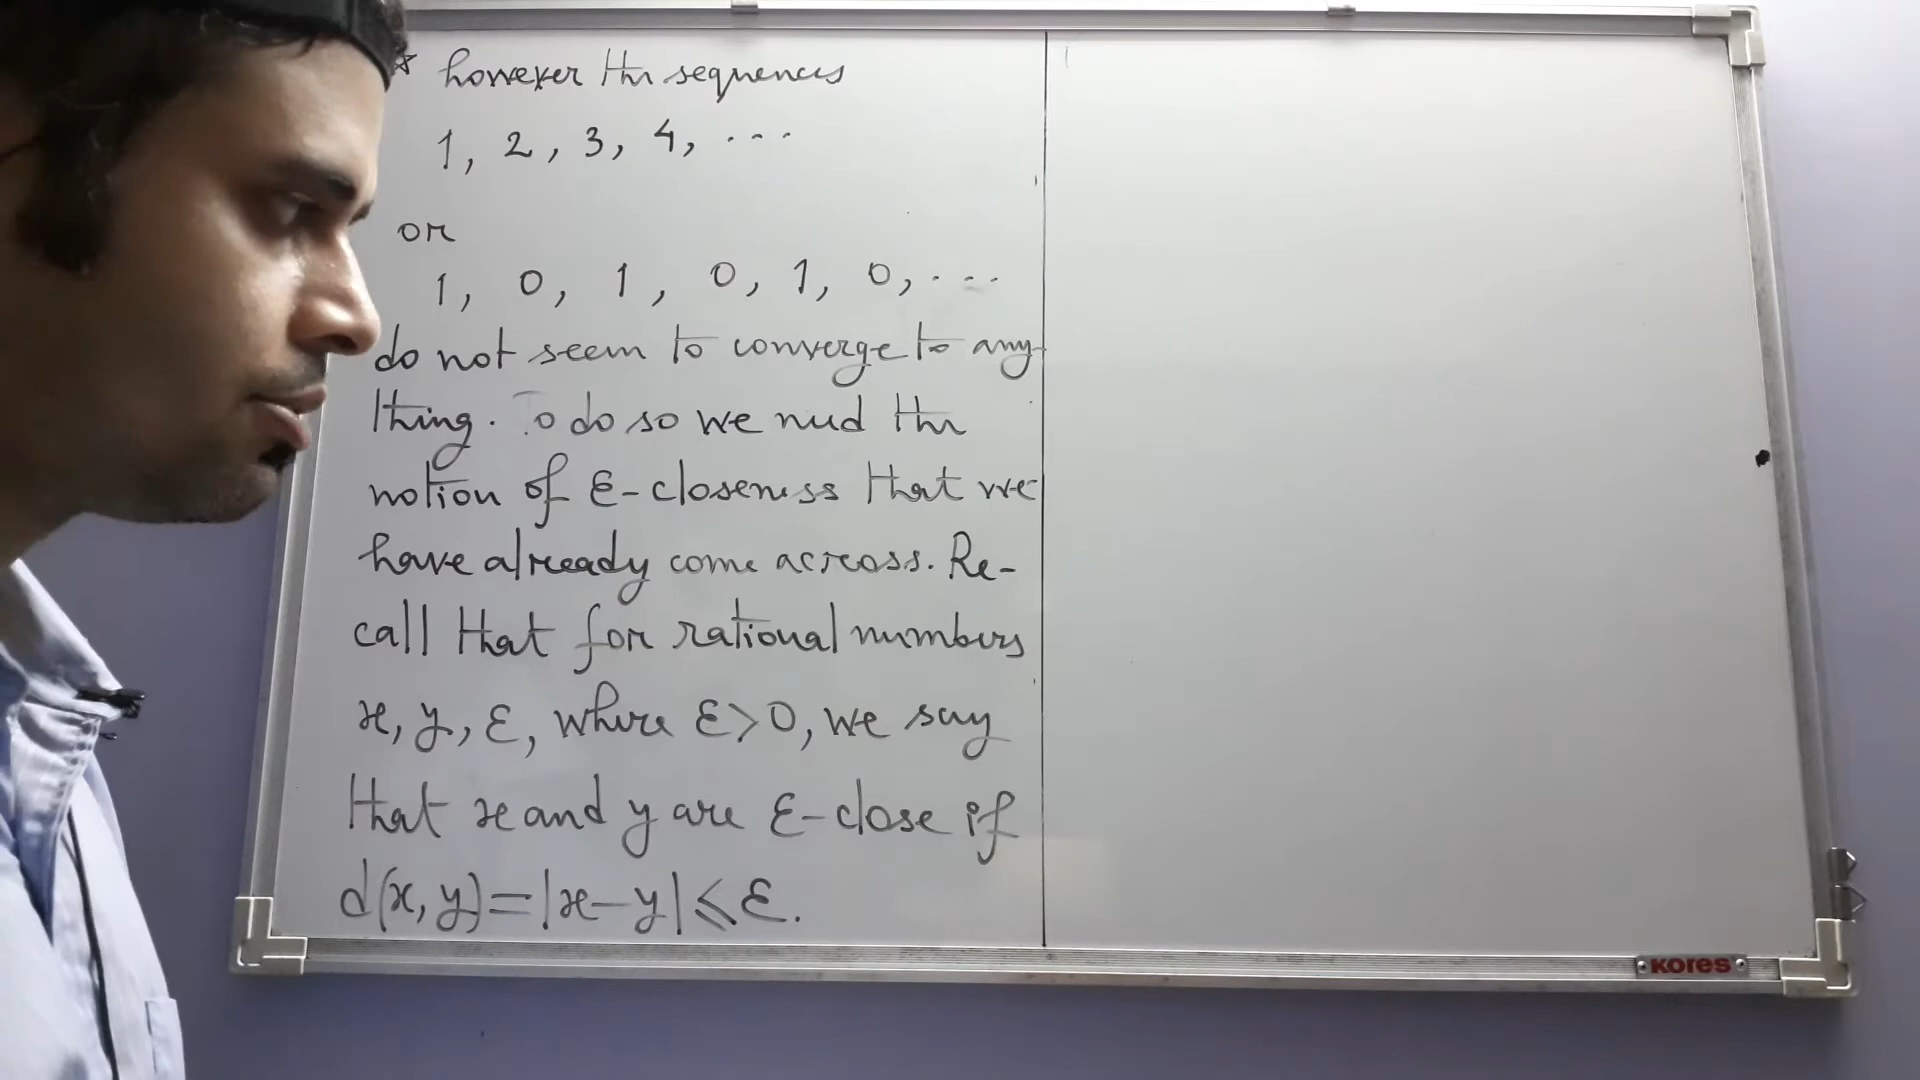 * however the sequences
1, 2, 3, 4, ...
or
1, 0, 1, 0, 1, 0, ...
do not seem to converge to any-
thing. To do so we need the
notion of ε-closeness that we
have already come across. Re-
call that for rational numbers
x, y, ε, where ε>0, we say
that x and y are ε-close if
d(x,y)=|x-y|⩽ε.
KORES